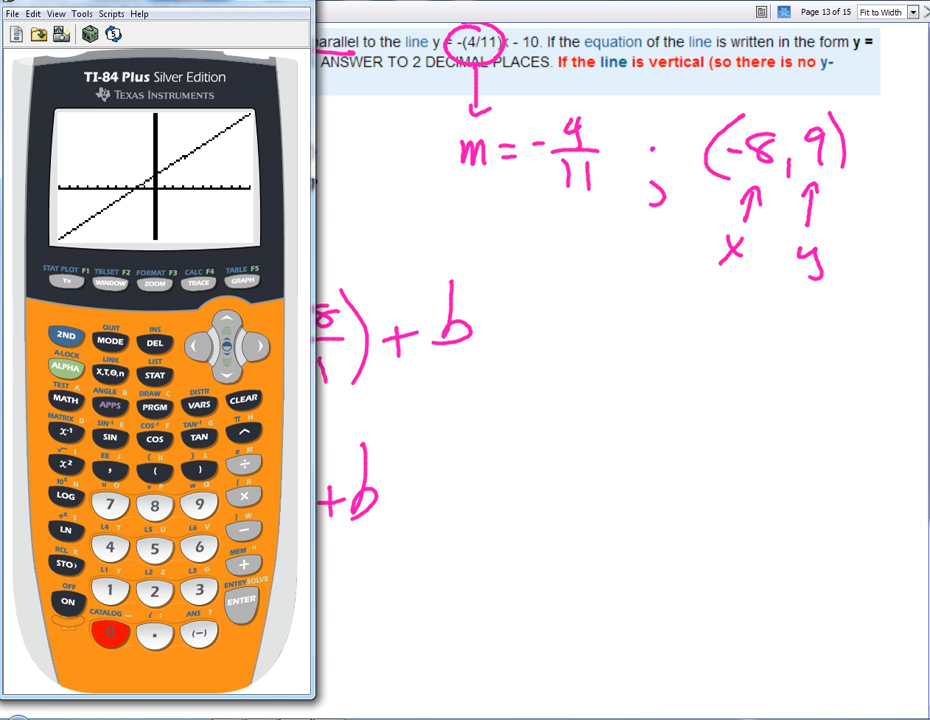 File Edit View Tools Scripts Help
Page 13 of 15 Fit to Width
parallel to the line y = -(4/11)x - 10. If the equation of the line is written in the form y =
ANSWER TO 2 DECIMAL PLACES. If the line is vertical (so there is no y-
m = - 4/11 ; (-8, 9)
x y
8 ) + b
+ b
TI-84 Plus Silver Edition
TEXAS INSTRUMENTS
STAT PLOT F1 TBLSET F2 FORMAT F3 CALC F4 TABLE F5
Y= WINDOW ZOOM TRACE GRAPH
QUIT INS
2ND MODE DEL
A-LOCK LINK LIST
ALPHA X,T,Θ,n STAT
TEST A ANGLE B DRAW C DISTR
MATH APPS PRGM VARS CLEAR
MATRIX D SIN⁻¹ E COS⁻¹ F TAN⁻¹ G π H
x⁻¹ SIN COS TAN ^
√ I EE J { K } L e M
x² , ( ) ÷
10ˣ N u O v P w Q [ R
LOG 7 8 9 ×
eˣ S L4 T L5 U L6 V ] W
LN 4 5 6 −
RCL X L1 Y L2 Z L3 θ MEM "
STO› 1 2 3 +
OFF CATALOG i : ANS ? ENTRY SOLVE
ON 0 . (−) ENTER